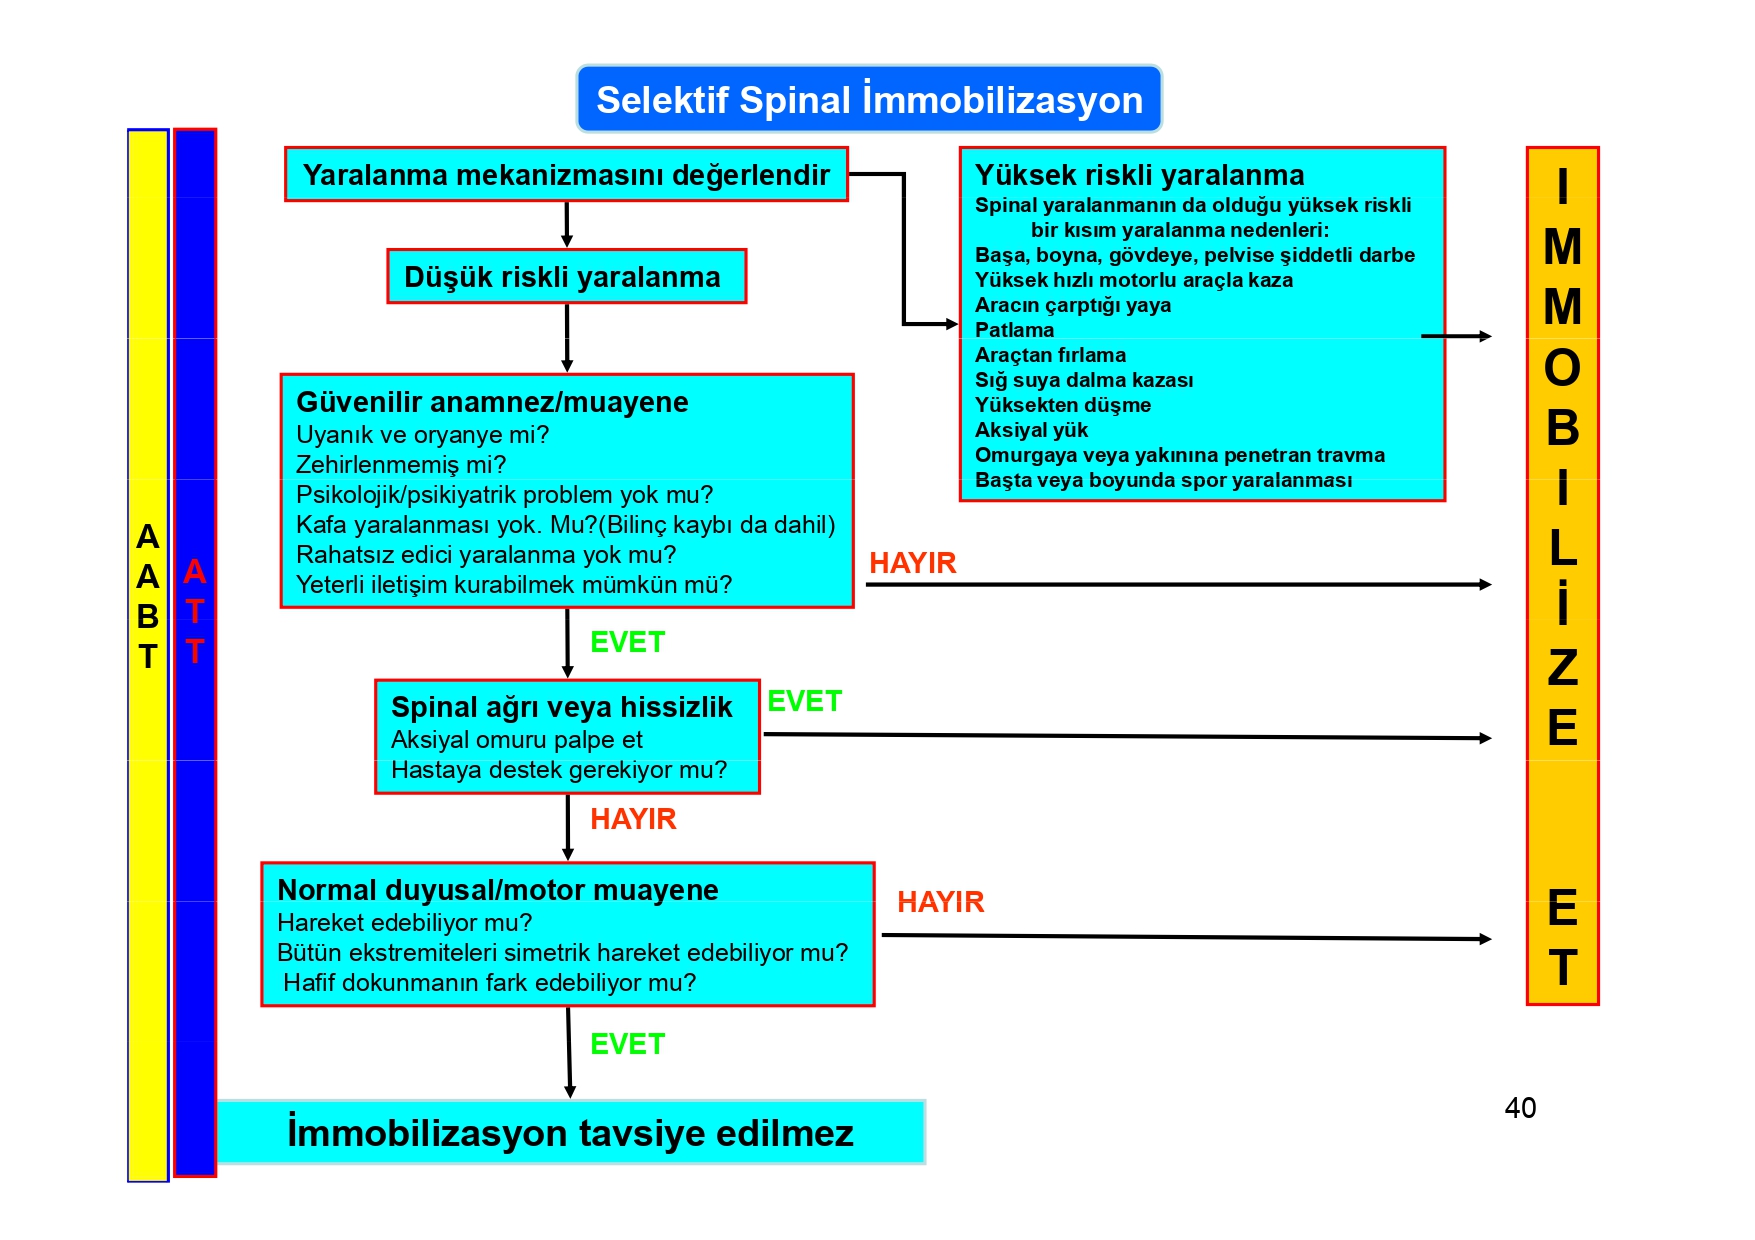 Selektif Spinal İmmobilizasyon
A
A
B
T
A
T
T
Yaralanma mekanizmasını değerlendir
Düşük riskli yaralanma
Yüksek riskli yaralanma
Spinal yaralanmanın da olduğu yüksek riskli
bir kısım yaralanma nedenleri:
Başa, boyna, gövdeye, pelvise şiddetli darbe
Yüksek hızlı motorlu araçla kaza
Aracın çarptığı yaya
Patlama
Araçtan fırlama
Sığ suya dalma kazası
Yüksekten düşme
Aksiyal yük
Omurgaya veya yakınına penetran travma
Başta veya boyunda spor yaralanması
Güvenilir anamnez/muayene
Uyanık ve oryanye mi?
Zehirlenmemiş mi?
Psikolojik/psikiyatrik problem yok mu?
Kafa yaralanması yok. Mu?(Bilinç kaybı da dahil)
Rahatsız edici yaralanma yok mu?
Yeterli iletişim kurabilmek mümkün mü?
HAYIR
EVET
Spinal ağrı veya hissizlik
Aksiyal omuru palpe et
Hastaya destek gerekiyor mu?
EVET
HAYIR
Normal duyusal/motor muayene
Hareket edebiliyor mu?
Bütün ekstremiteleri simetrik hareket edebiliyor mu?
Hafif dokunmanın fark edebiliyor mu?
HAYIR
EVET
İmmobilizasyon tavsiye edilmez
I
M
M
O
B
I
L
İ
Z
E
E
T
40